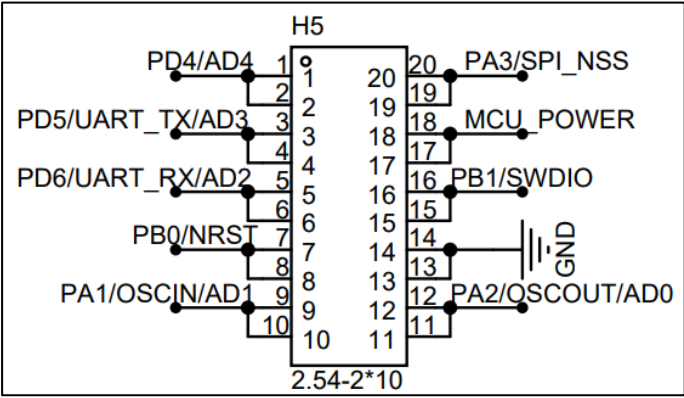 H5
PD4/AD4 1 1 20 20 PA3/SPI_NSS
2 2 19 19
PD5/UART_TX/AD3 3 3 18 18 MCU_POWER
4 4 17 17
PD6/UART_RX/AD2 5 5 16 16 PB1/SWDIO
6 6 15 15
PB0/NRST 7 7 14 14 GND
8 8 13 13
PA1/OSCIN/AD1 9 9 12 12 PA2/OSCOUT/AD0
10 10 11 11
2.54-2*10